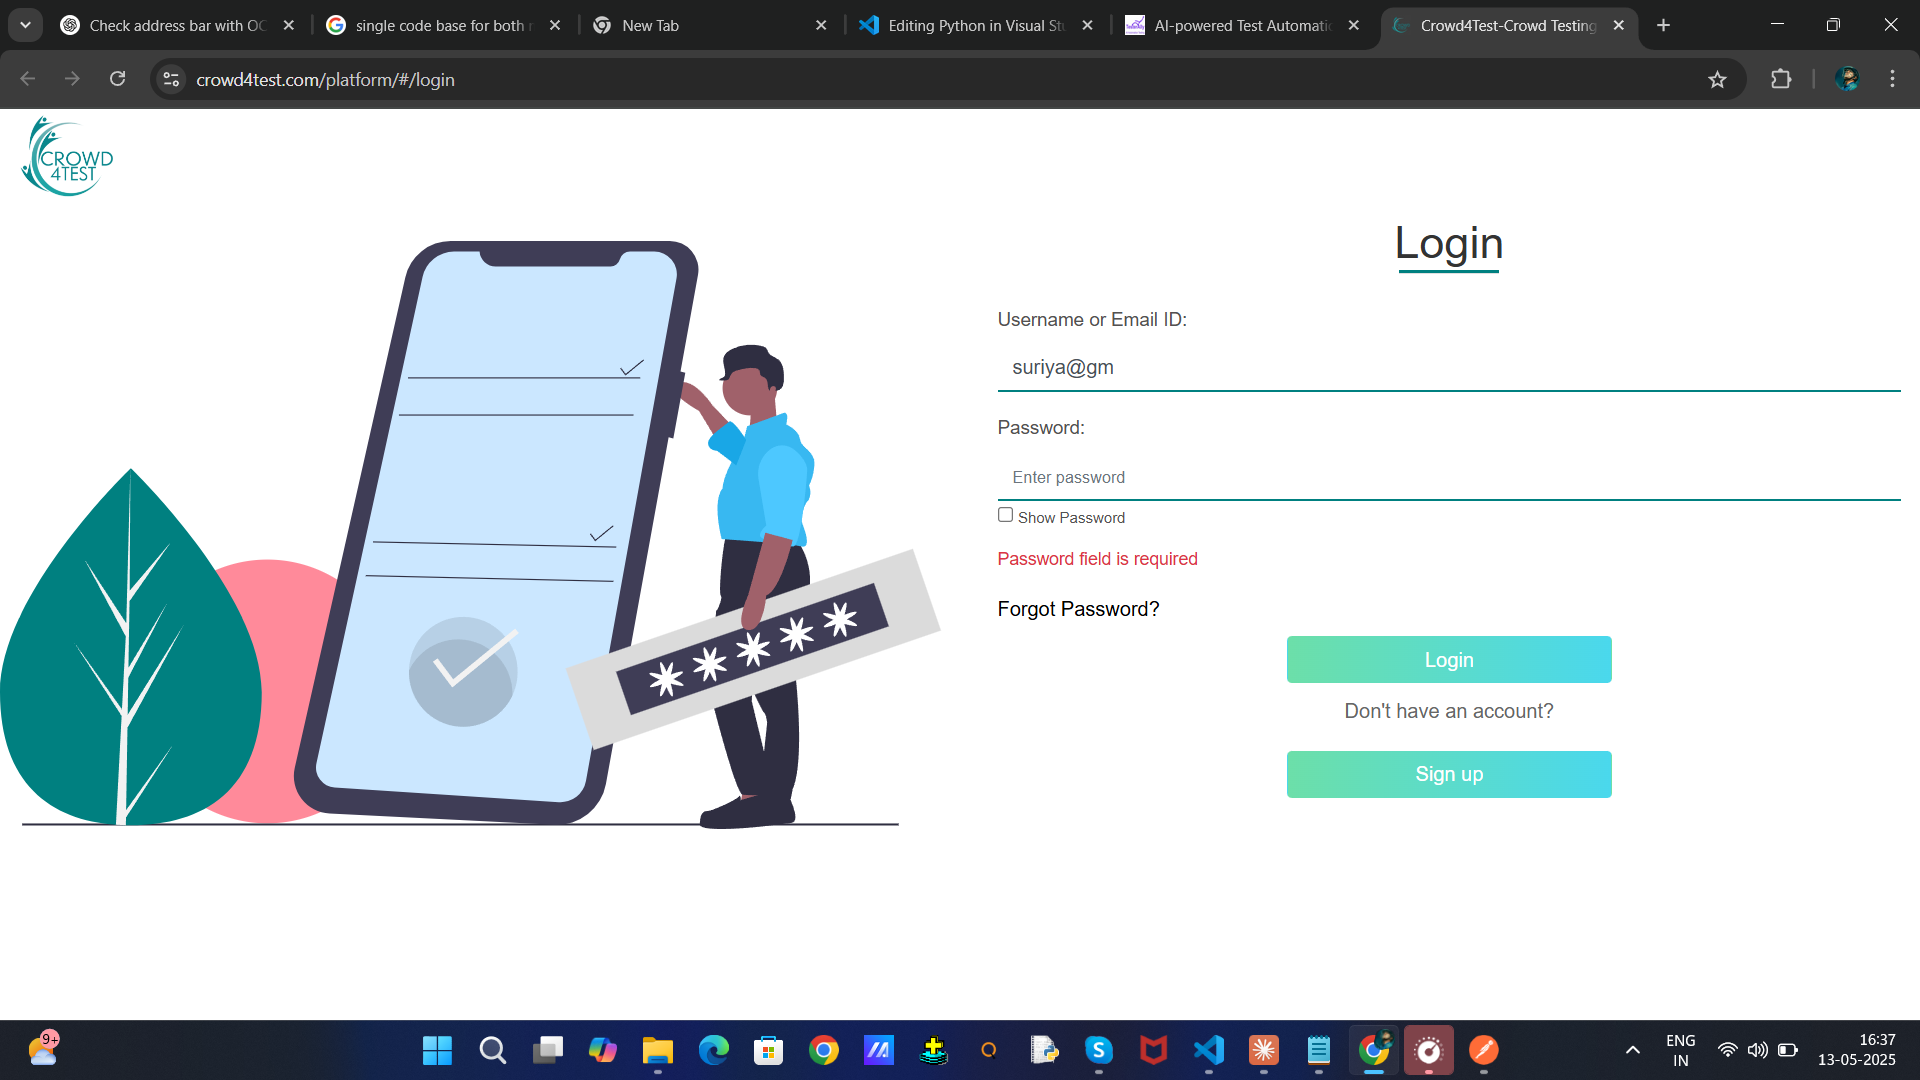 Check address bar with OC
single code base for both r
New Tab
Editing Python in Visual Stu
AI-powered Test Automatic
Crowd4Test-Crowd Testing
crowd4test.com/platform/#/login
CROWD
4TEST
Login
Username or Email ID:
suriya@gm
Password:
Enter password
Show Password
Password field is required
Forgot Password?
Login
Don't have an account?
Sign up
9+
ENG
IN
16:37
13-05-2025